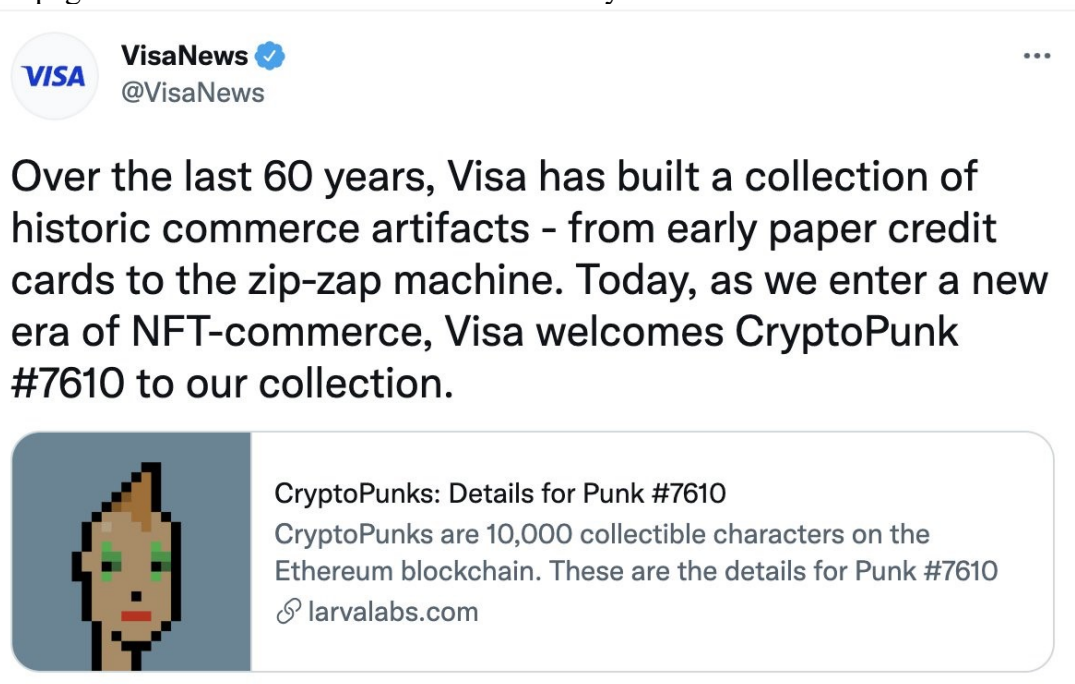 VisaNews
VISA
@VisaNews
Over the last 60 years, Visa has built a collection of
historic commerce artifacts - from early paper credit
cards to the zip-zap machine. Today, as we enter a new
era of NFT-commerce, Visa welcomes CryptoPunk
#7610 to our collection.
CryptoPunks: Details for Punk #7610
CryptoPunks are 10,000 collectible characters on the
Ethereum blockchain. These are the details for Punk #7610
larvalabs.com